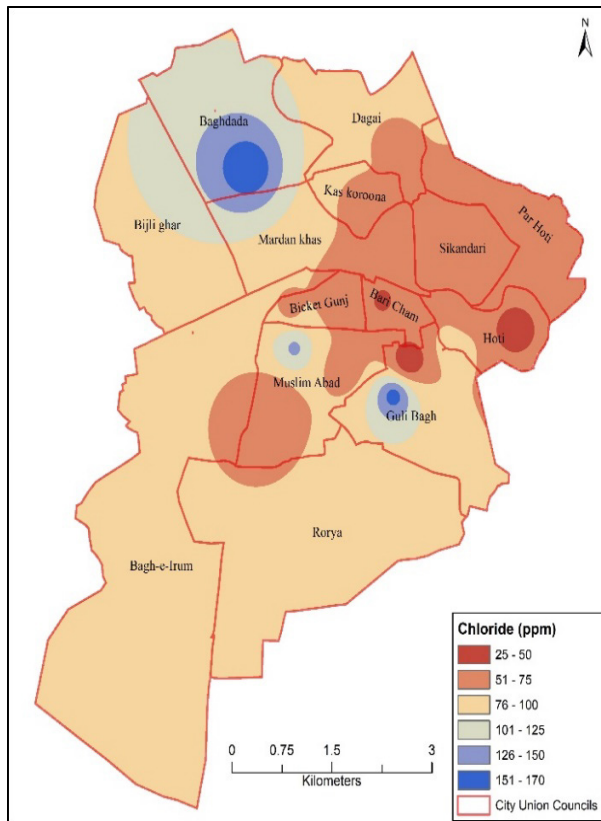 N
Baghdada
Dagai
Kas koroona
Par Hoti
Bijli ghar
Mardan khas
Sikandari
Bicket Gunj
Bari Cham
Hoti
Muslim Abad
Guli Bagh
Rorya
Bagh-e-Irum
Chloride (ppm)
25 - 50
51 - 75
76 - 100
101 - 125
126 - 150
151 - 170
City Union Councils
0 0.75 1.5 3
Kilometers